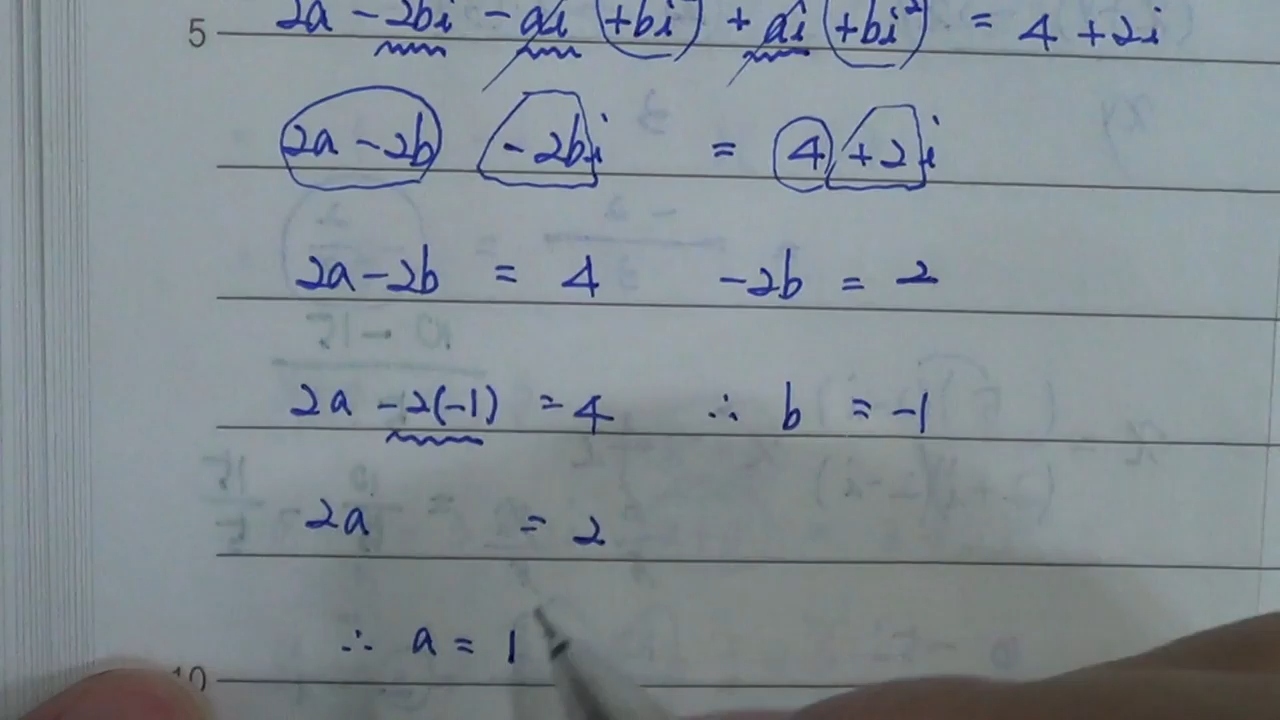 5 2a - 2bi - ai + bi² + ai + bi² = 4 + 2i
2a - 2b - 2bi = 4 + 2i
2a - 2b = 4 -2b = 2
2a - 2(-1) = 4 ∴ b = -1
2a = 2
10 ∴ a = 1